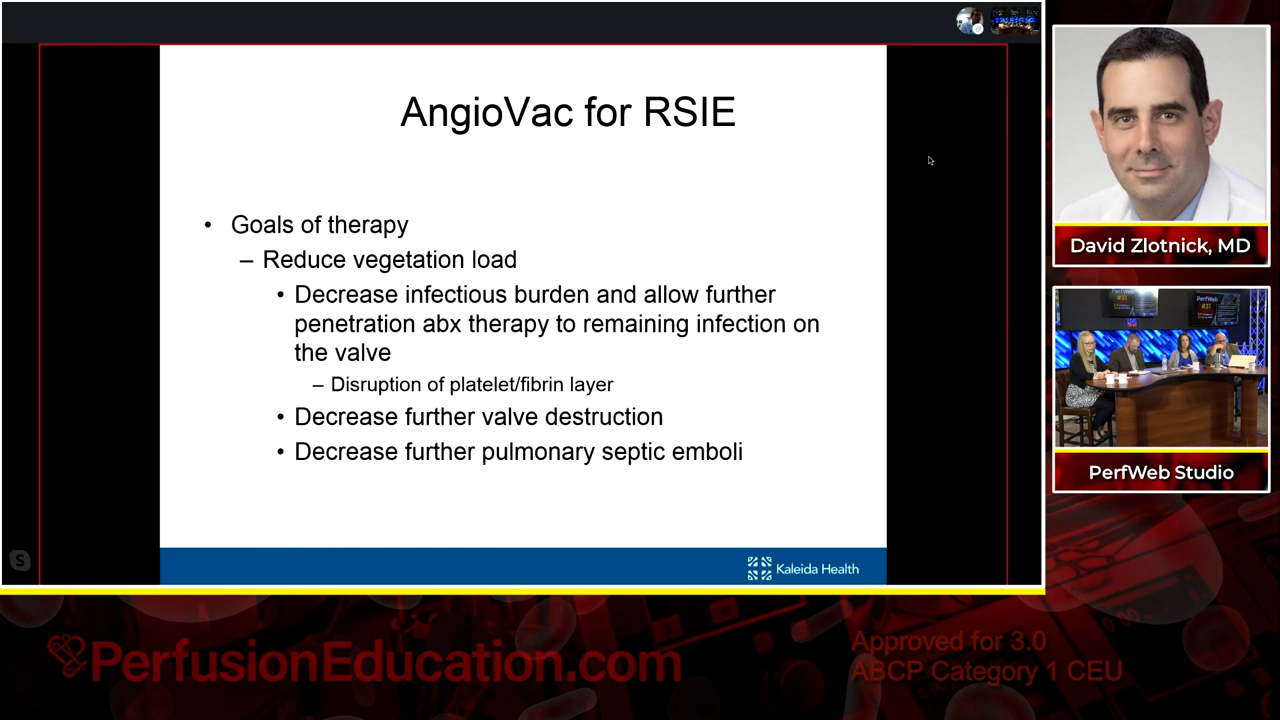 AngioVac for RSIE
• Goals of therapy
– Reduce vegetation load
• Decrease infectious burden and allow further
penetration abx therapy to remaining infection on
the valve
– Disruption of platelet/fibrin layer
• Decrease further valve destruction
• Decrease further pulmonary septic emboli
Kaleida Health
S
David Zlotnick, MD
PerfWeb
#31
PerfWeb Studio
PerfusionEducation.com
Approved for 3.0
ABCP Category 1 CEU